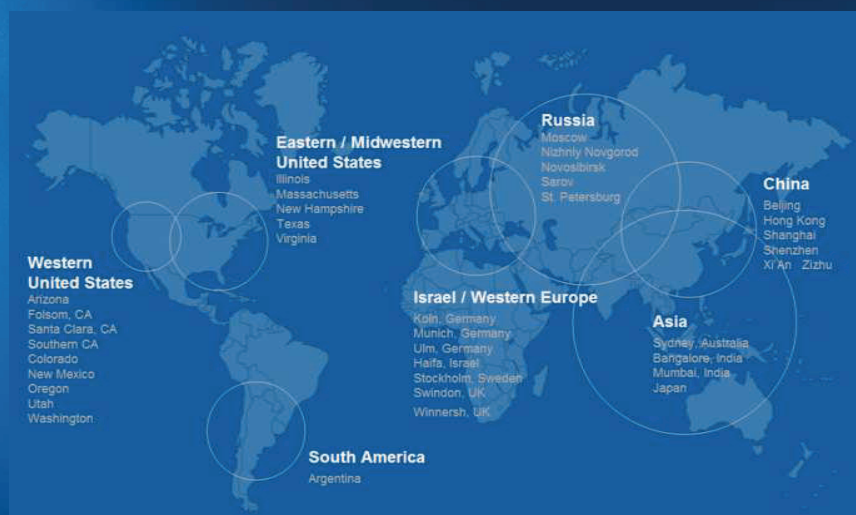 Eastern / Midwestern
United States
Illinois
Massachusetts
New Hampshire
Texas
Virginia
Russia
Moscow
Nizhniy Novgorod
Novosibirsk
Sarov
St. Petersburg
China
Beijing
Hong Kong
Shanghai
Shenzhen
Xi'An Zizhu
Western
United States
Arizona
Folsom, CA
Santa Clara, CA
Southern CA
Colorado
New Mexico
Oregon
Utah
Washington
Israel / Western Europe
Koln, Germany
Munich, Germany
Ulm, Germany
Haifa, Israel
Stockholm, Sweden
Swindon, UK
Winnersh, UK
Asia
Sydney, Australia
Bangalore, India
Mumbai, India
Japan
South America
Argentina